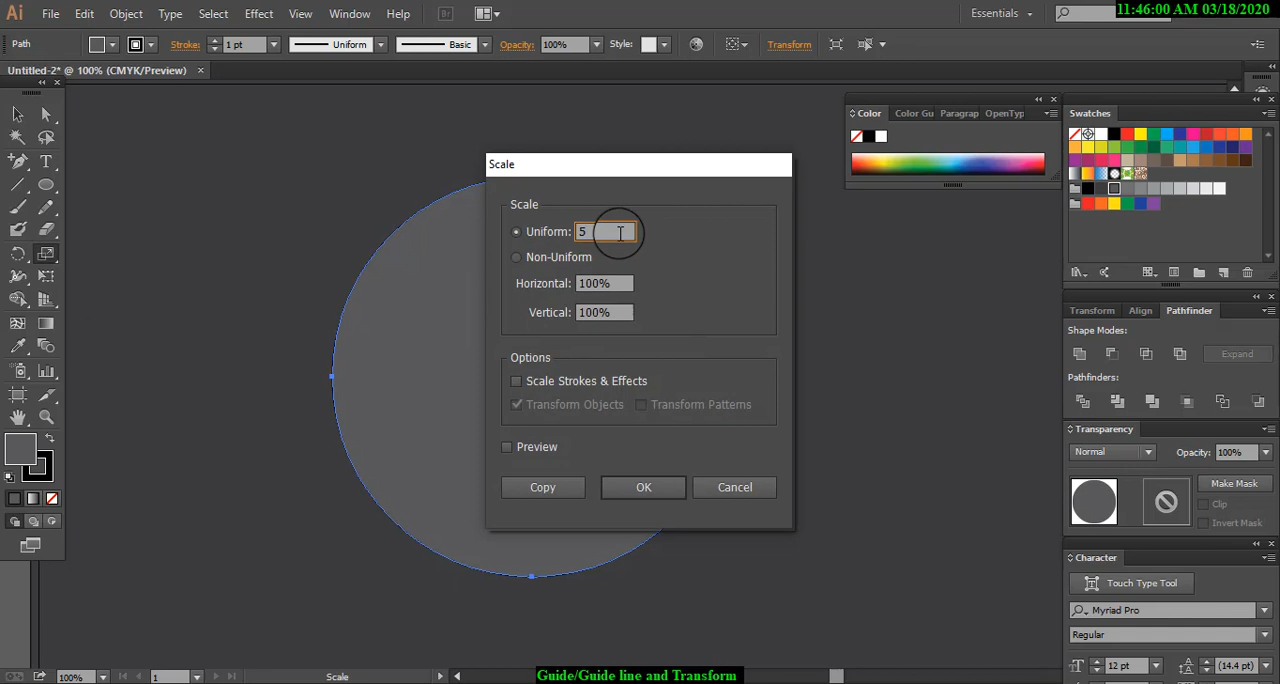 Ai File Edit Object Type Select Effect View Window Help Br Essentials 11:46:00 AM 03/18/2020
Path Stroke: 1 pt Uniform Basic Opacity: 100% Style: Transform
Untitled-2* @ 100% (CMYK/Preview) ×
Color Color Gu Paragrap OpenTyp
Swatches
Scale
Scale
Uniform: 5
Non-Uniform
Horizontal: 100%
Vertical: 100%
Options
Scale Strokes & Effects
Transform Objects Transform Patterns
Preview
Copy OK Cancel
Transform Align Pathfinder
Shape Modes:
Expand
Pathfinders:
Transparency
Normal Opacity: 100%
Make Mask
Clip
Invert Mask
Character
Touch Type Tool
Myriad Pro
Regular
12 pt (14.4 pt)
100% 1 Scale Guide/Guide line and Transform